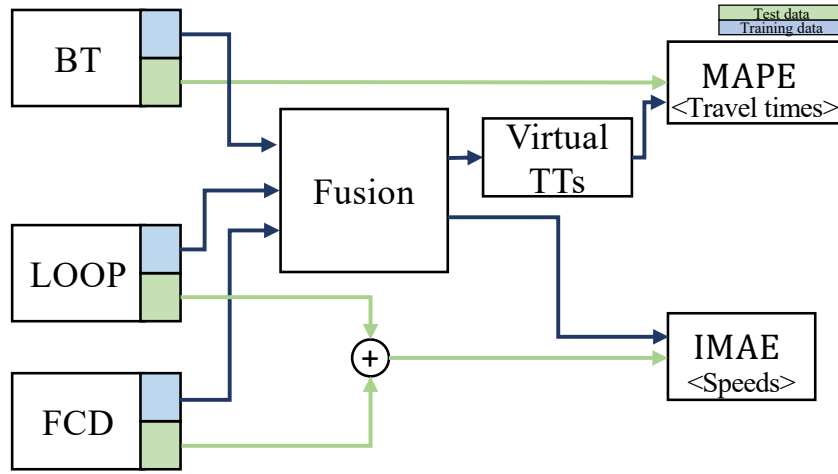 Test data
Training data
BT
MAPE
<Travel times>
Virtual
TTs
Fusion
LOOP
+
IMAE
<Speeds>
FCD